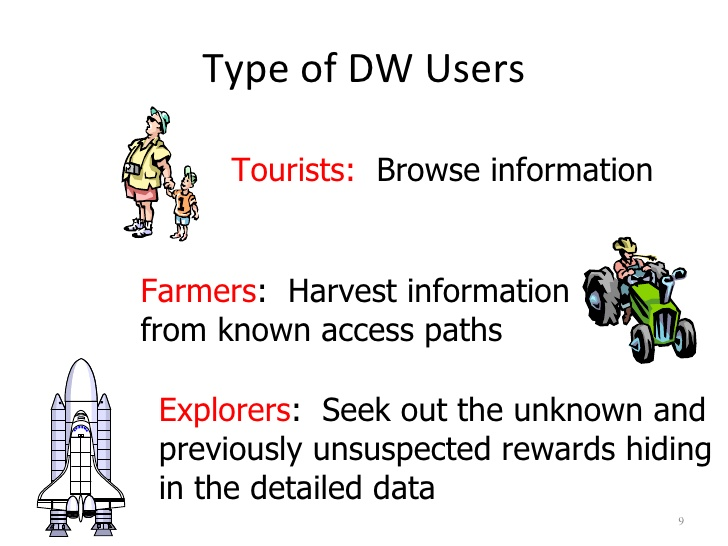 Type of DW Users
Tourists: Browse information
1
Farmers: Harvest information
from known access paths
Explorers: Seek out the unknown and
previously unsuspected rewards hiding
in the detailed data
9